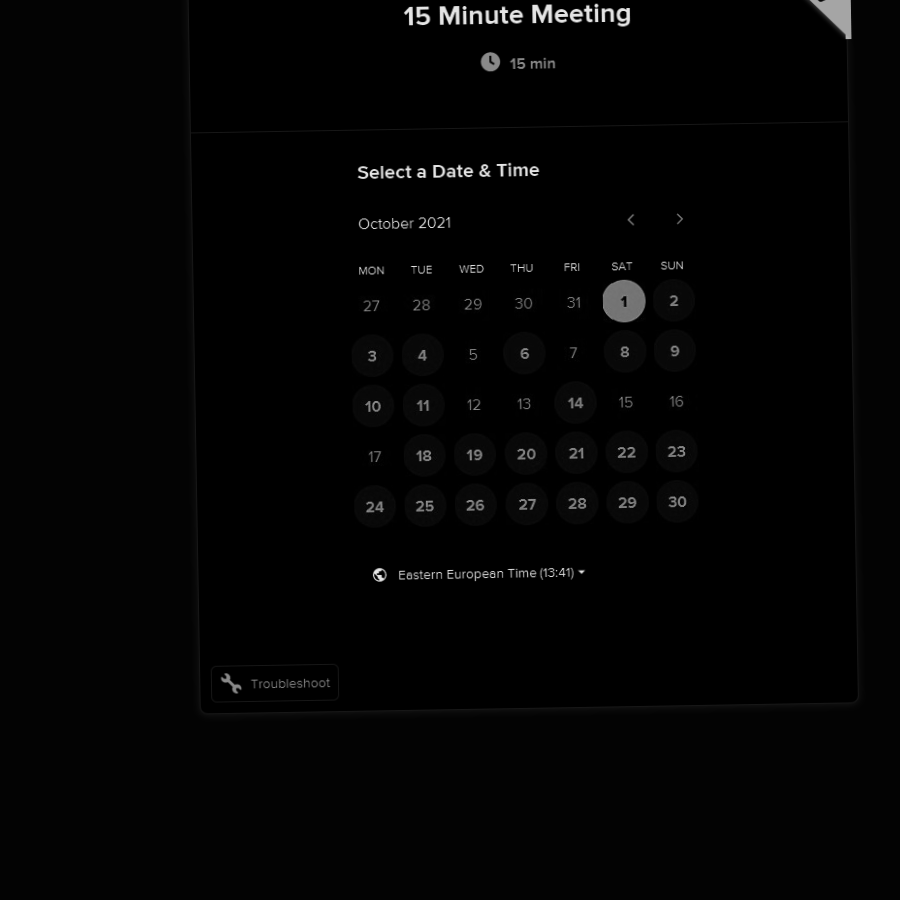 15 Minute Meeting
15 min
Select a Date & Time
October 2021
MON TUE WED THU FRI SAT SUN
27 28 29 30 31 1 2
3 4 5 6 7 8 9
10 11 12 13 14 15 16
17 18 19 20 21 22 23
24 25 26 27 28 29 30
Eastern European Time (13:41)
Troubleshoot